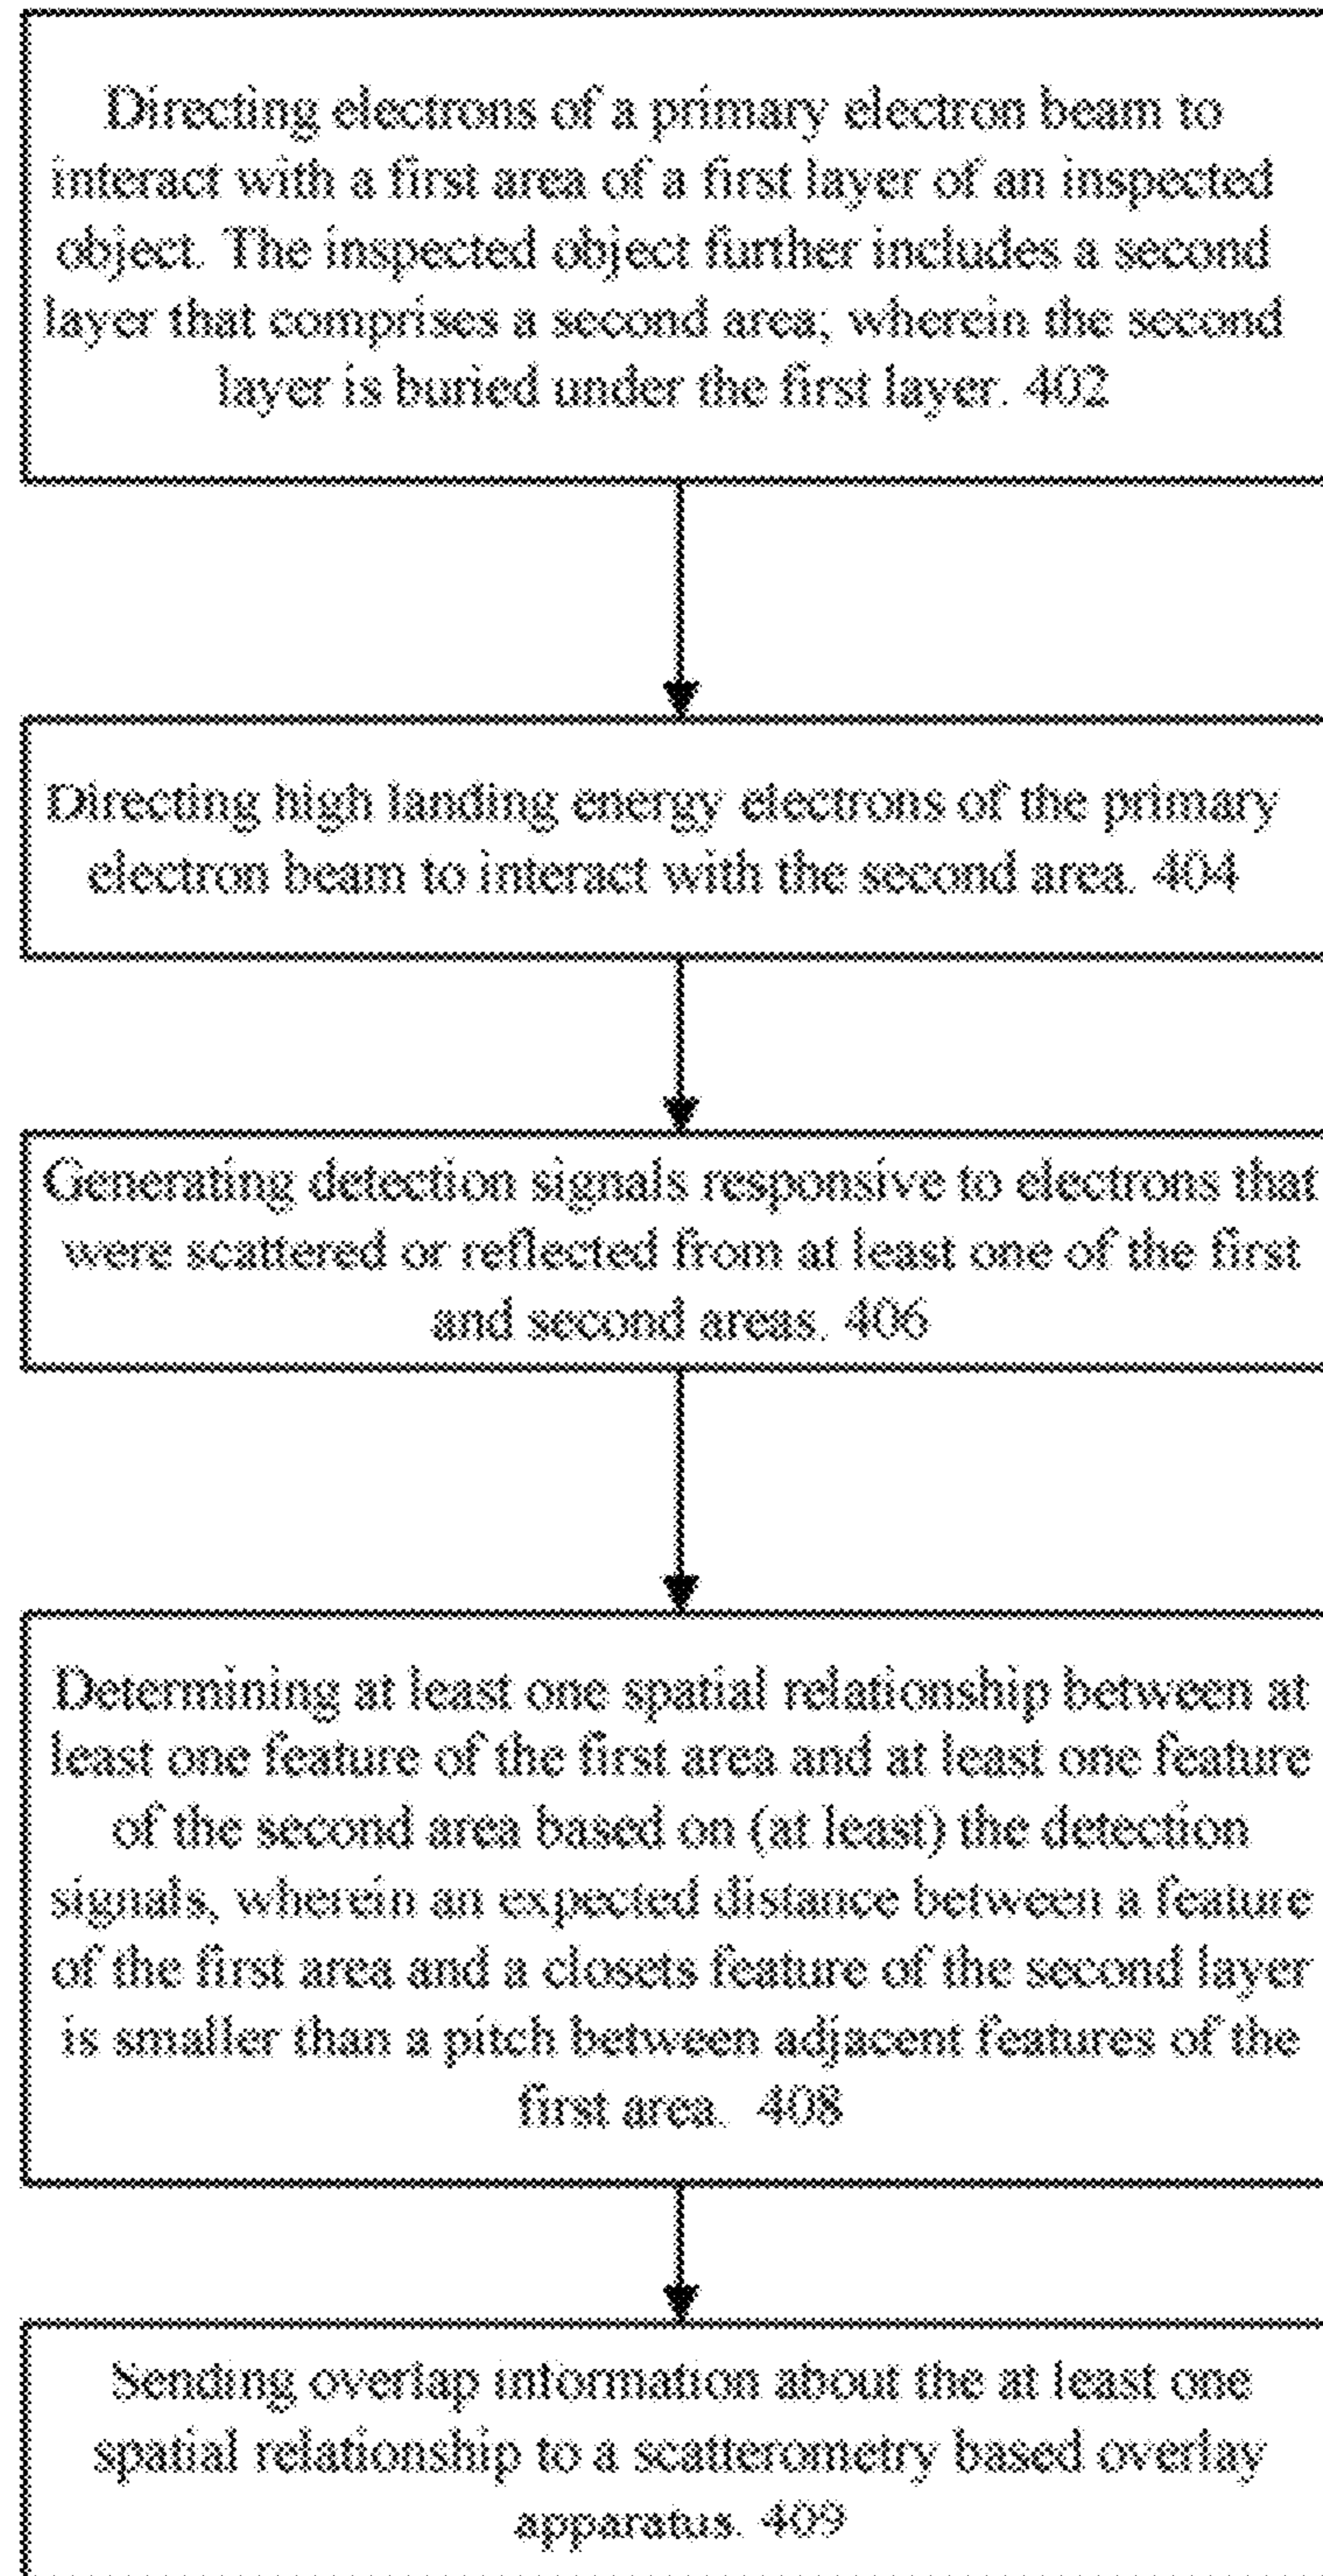 Directing electrons of a primary electron beam to
interact with a first area of a first layer of an inspected
object. The inspected object further includes a second
layer that comprises a second area; wherein the second
layer is buried under the first layer. 402
Directing high landing energy electrons of the primary
electron beam to interact with the second area. 404
Generating detection signals responsive to electrons that
were scattered or reflected from at least one of the first
and second areas. 406
Determining at least one spatial relationship between at
least one feature of the first area and at least one feature
of the second area based on (at least) the detection
signals, wherein an expected distance between a feature
of the first area and a closets feature of the second layer
is smaller than a pitch between adjacent features of the
first area. 408
Sending overlap information about the at least one
spatial relationship to a scatterometry based overlay
apparatus. 409